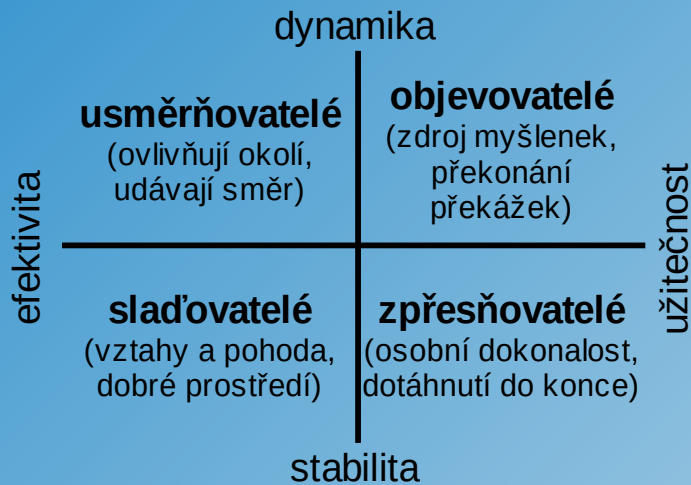 dynamika
usměrňovatelé
(ovlivňují okolí,
udávají směr)
objevovatelé
(zdroj myšlenek,
překonání
překážek)
efektivita
užitečnost
slaďovatelé
(vztahy a pohoda,
dobré prostředí)
zpřesňovatelé
(osobní dokonalost,
dotáhnutí do konce)
stabilita